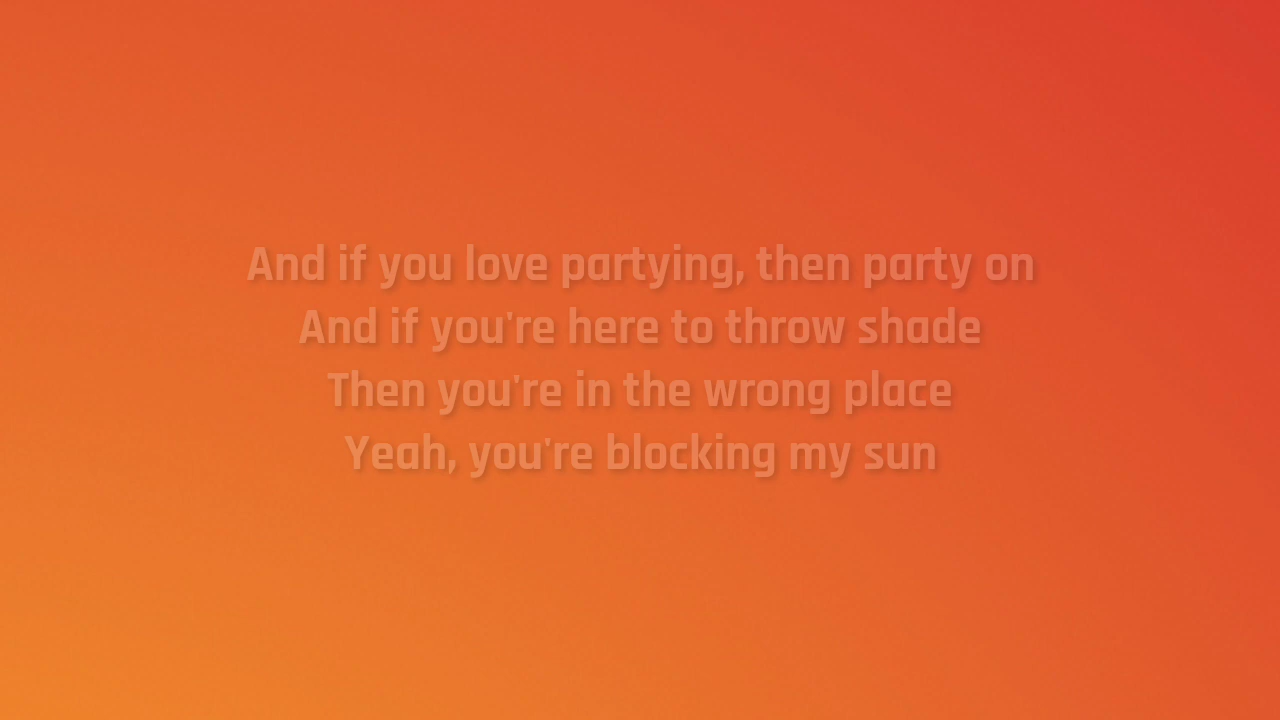 And if you love partying, then party on
And if you're here to throw shade
Then you're in the wrong place
Yeah, you're blocking my sun